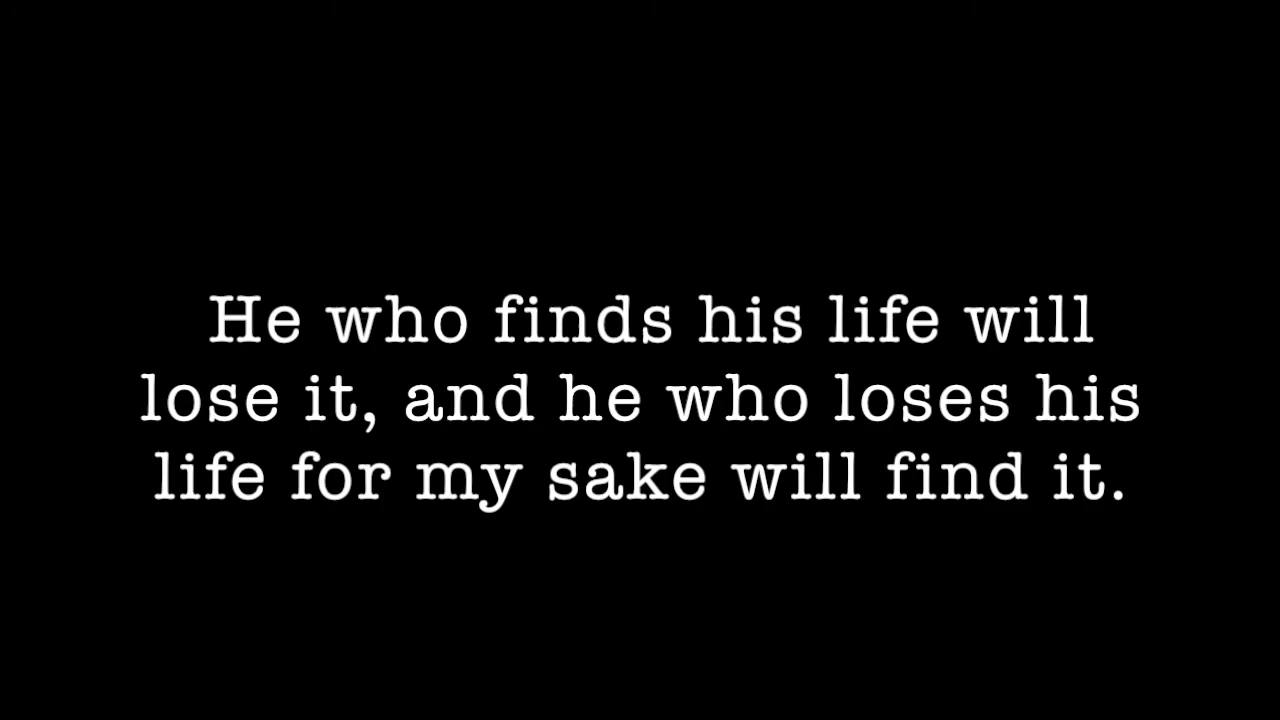 He who finds his life will
lose it, and he who loses his
life for my sake will find it.